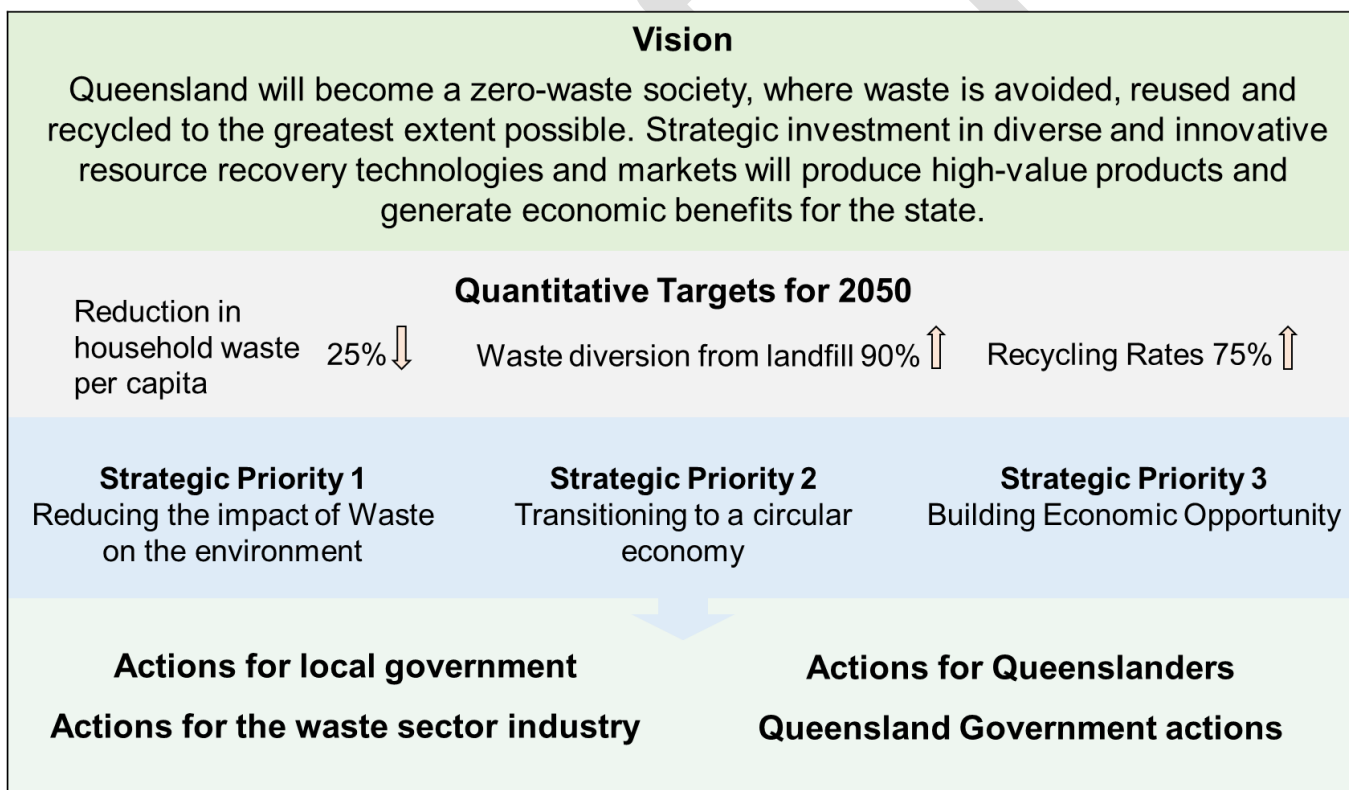 Vision
Queensland will become a zero-waste society, where waste is avoided, reused and
recycled to the greatest extent possible. Strategic investment in diverse and innovative
resource recovery technologies and markets will produce high-value products and
generate economic benefits for the state.
Quantitative Targets for 2050
Reduction in
household waste
per capita
25%
Waste diversion from landfill 90%
Recycling Rates 75%
Strategic Priority 1
Reducing the impact of Waste
on the environment
Strategic Priority 2
Transitioning to a circular
economy
Strategic Priority 3
Building Economic Opportunity
Actions for local government
Actions for Queenslanders
Actions for the waste sector industry
Queensland Government actions